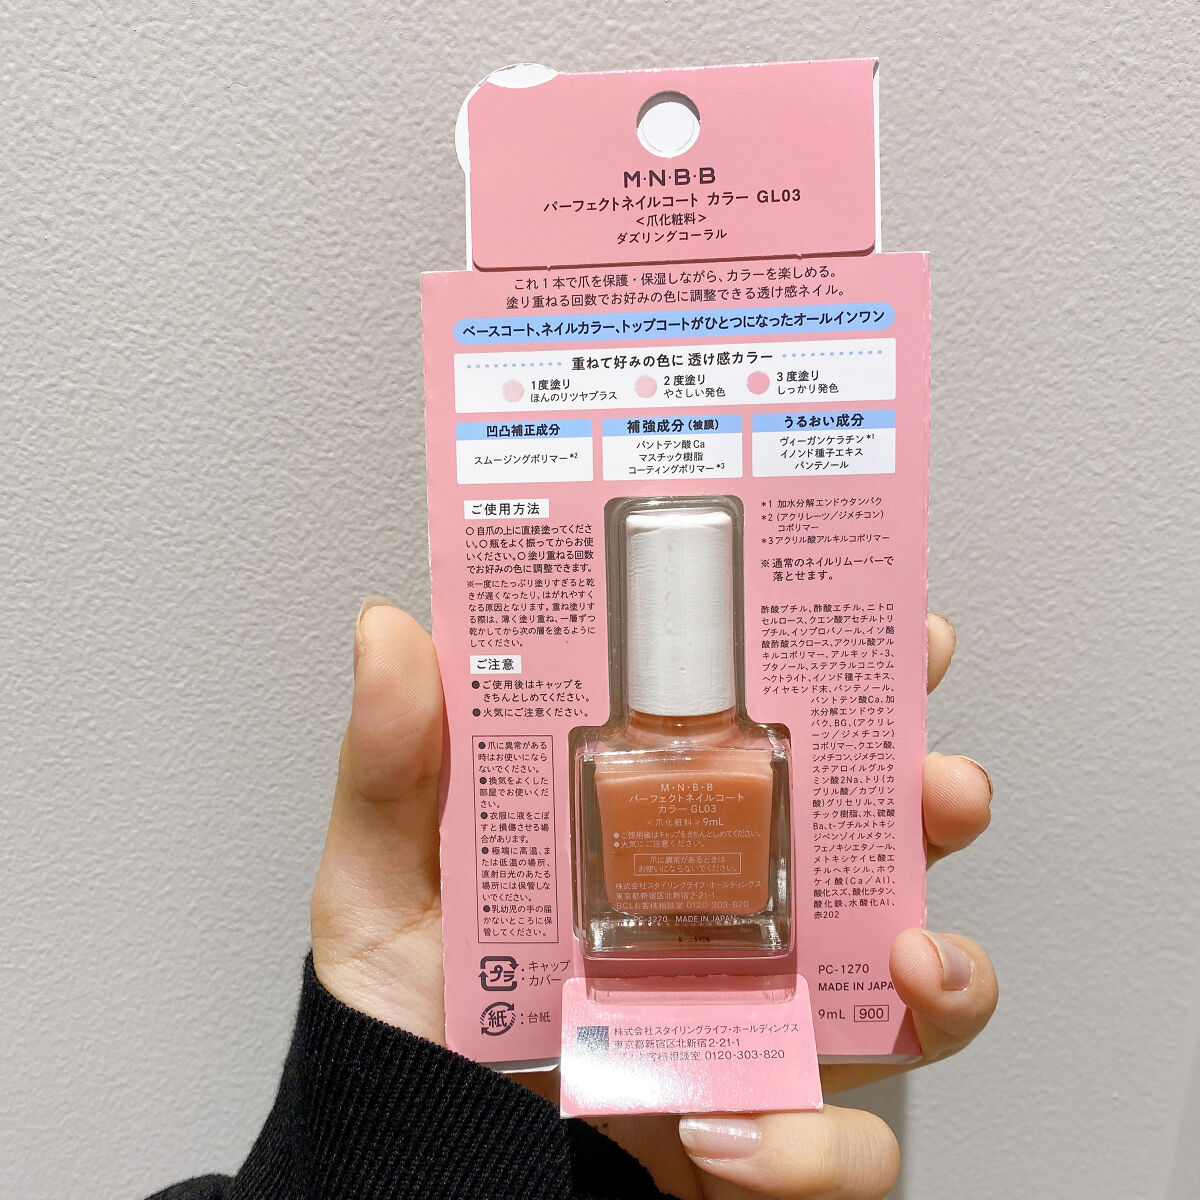 M・N・B・B
パーフェクトネイルコート カラー GL03
<爪化粧料>
ダズリングコーラル
これ1本で爪を保護・保湿しながら、カラーを楽しめる。
塗り重ねる回数でお好みの色に調整できる透け感ネイル。
ベースコート、ネイルカラー、トップコートがひとつになったオールインワン
重ねて好みの色に 透け感カラー
1度塗り
ほんのりツヤプラス
2度塗り
やさしい発色
3度塗り
しっかり発色
凹凸補正成分
スムージングポリマー*2
補強成分(被膜)
パントテン酸Ca
マスチック樹脂
コーティングポリマー*3
うるおい成分
ヴィーガンケラチン*1
イノンド種子エキス
パンテノール
ご使用方法
○自爪の上に直接塗ってくださ
い。○瓶をよく振ってからお使
いください。○塗り重ねる回数
でお好みの色に調整できます。
※一度にたっぷり塗りすぎると乾
きが遅くなったり、はがれやすく
なる原因となります。重ね塗りす
る際は、薄く塗り重ね、一層ずつ
乾かしてから次の層を塗るように
してください。
ご注意
●ご使用後はキャップを
きちんとしめてください。
●火気にご注意ください。
●爪に異常がある
時はお使いになら
ないでください。
●換気をよくした
部屋でお使いくだ
さい。
●衣服に液をこぼ
すと損傷させる場
合があります。
●極端に高温、ま
たは低温の場所、
直射日光のあたる
場所には保管しな
いでください。
●乳幼児の手の届
かないところに保
管してください。
プラ
:キャップ
・カバー
紙
:台紙
*1 加水分解エンドウタンパク
*2 (アクリレーツ/ジメチコン)
コポリマー
*3 アクリル酸アルキルコポリマー
※通常のネイルリムーバーで
落とせます。
酢酸ブチル、酢酸エチル、ニトロ
セルロース、クエン酸アセチルトリ
ブチル、イソプロパノール、イソ酪
酸酢酸スクロース、アクリル酸アル
キルコポリマー、アルキッド-3、
ブタノール、ステアラルコニウム
ヘクトライト、イノンド種子エキス、
ダイヤモンド末、パンテノール、
パントテン酸Ca、加
水分解エンドウタン
パク、BG、(アクリレ
ーツ/ジメチコン)
コポリマー、クエン酸、
シメチコン、ジメチコン、
ステアロイルグルタ
ミン酸2Na、トリ(カ
プリル酸/カプリン
酸)グリセリル、マス
チック樹脂、水、硫酸
Ba、t-ブチルメトキシ
ジベンゾイルメタン、
フェノキシエタノール、
メトキシケイヒ酸エ
チルヘキシル、ホウ
ケイ酸(Ca/Al)、
酸化スズ、酸化チタン、
酸化鉄、水酸化Al、
赤202
PC-1270
MADE IN JAPA
9mL 900
M・N・B・B
パーフェクトネイルコート
カラー GL03
<爪化粧料> 9mL
●ご使用後はキャップをきちんとしめてください。
●火気にご注意ください。
爪に異常があるときは
お使いにならないでください。
株式会社スタイリングライフ・ホールディングス
東京都新宿区北新宿2-21-1
BCLお客様相談室 0120-303-820
PC-1270 MADE IN JAPAN
株式会社スタイリングライフ・ホールディングス
東京都新宿区北新宿2-21-1
お客様相談室 0120-303-820